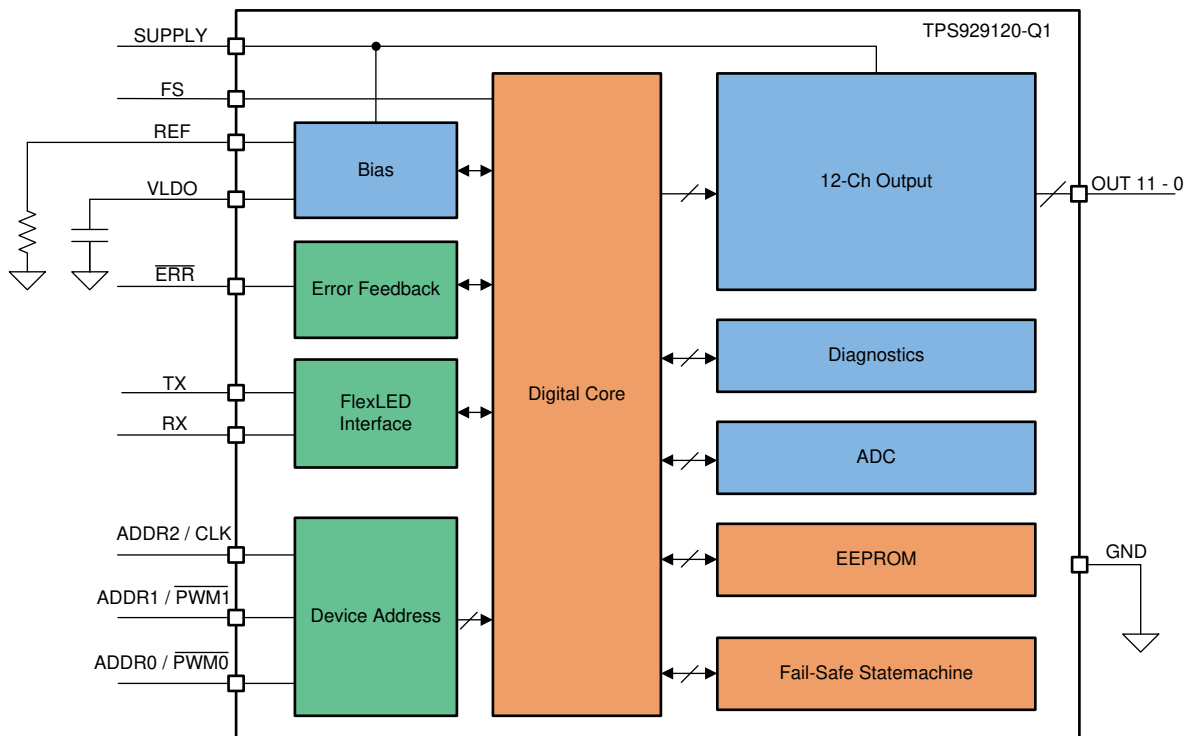 TPS929120-Q1
SUPPLY
FS
REF
VLDO
ERR
TX
RX
ADDR2 / CLK
ADDR1 / PWM1
ADDR0 / PWM0
Bias
Error Feedback
FlexLED
Interface
Device Address
Digital Core
12-Ch Output
Diagnostics
ADC
EEPROM
Fail-Safe Statemachine
OUT 11 - 0
GND